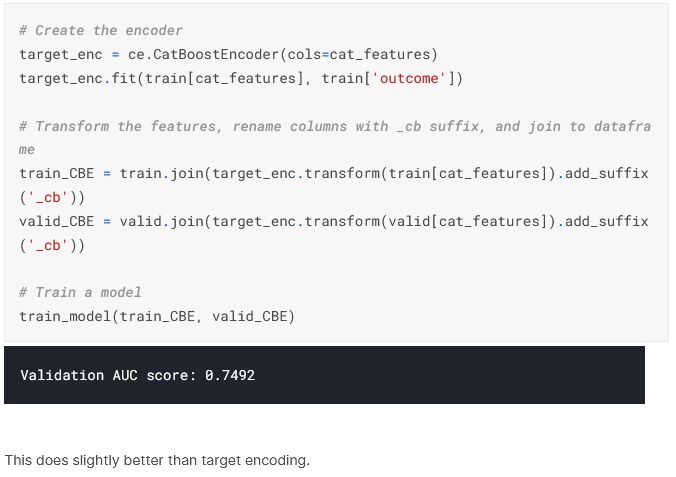 # Create the encoder
target_enc = ce.CatBoostEncoder(cols=cat_features)
target_enc.fit(train[cat_features], train['outcome'])
# Transform the features, rename columns with _cb suffix, and join to datafra
me
train_CBE = train.join(target_enc.transform(train[cat_features]).add_suffix
('_cb'))
valid_CBE = valid.join(target_enc.transform(valid[cat_features]).add_suffix
('_cb'))
# Train a model
train_model(train_CBE, valid_CBE)
Validation AUC score: 0.7492
This does slightly better than target encoding.